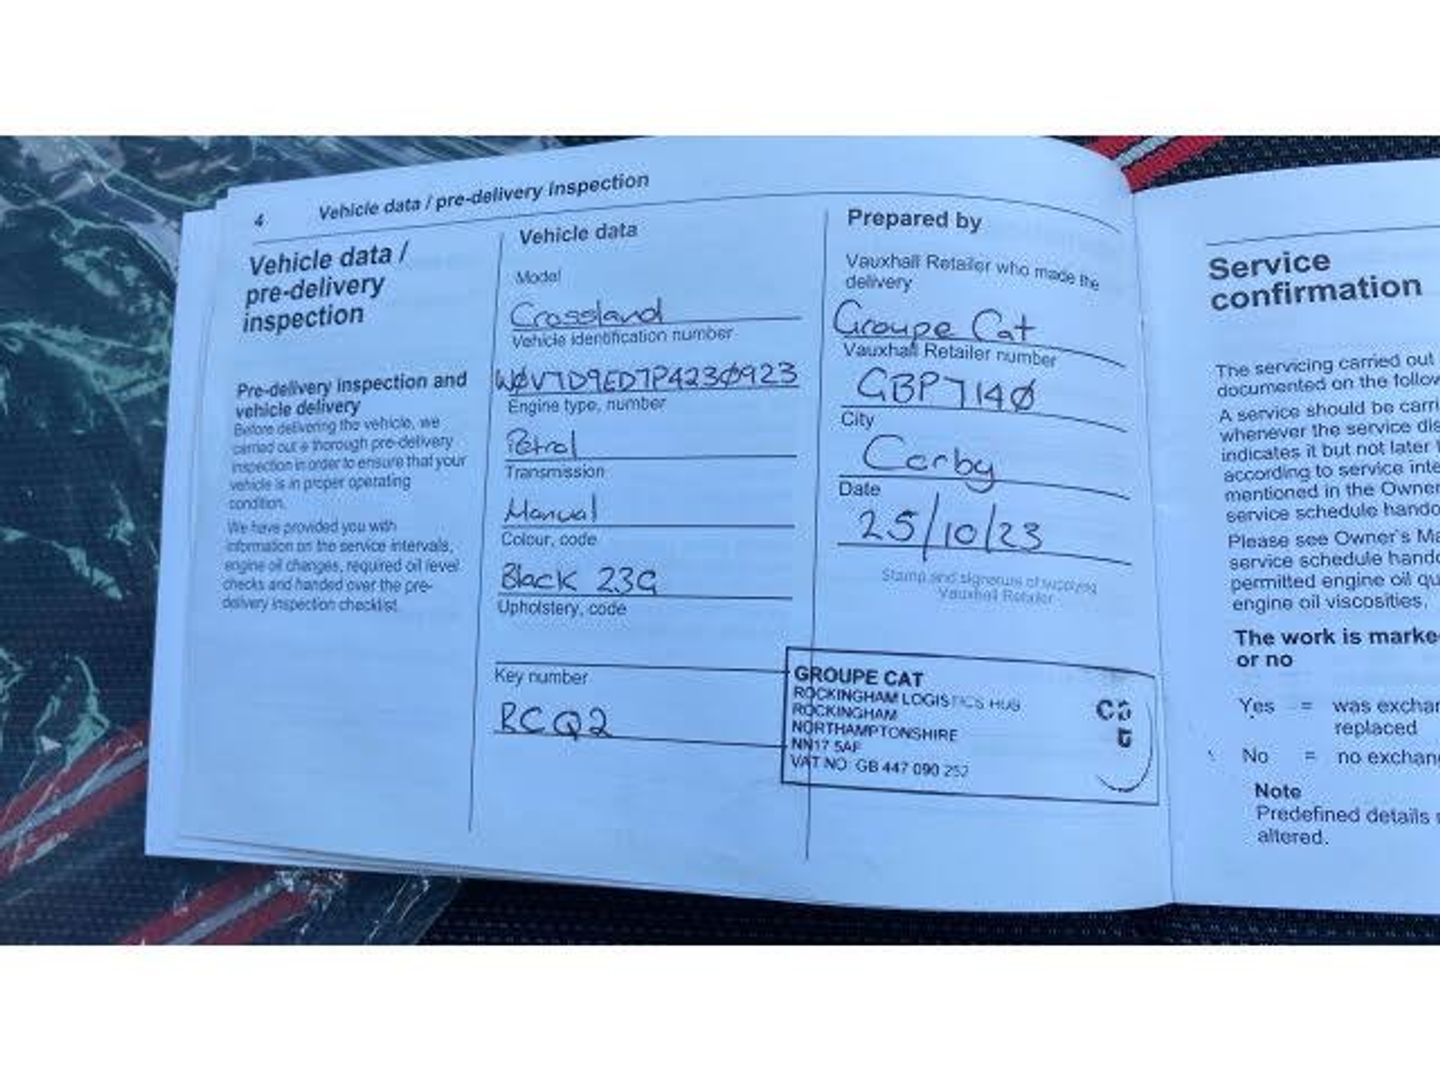 4 Vehicle data / pre-delivery inspection
Vehicle data /
pre-delivery
inspection
Pre-delivery inspection and
vehicle delivery
Before delivering the vehicle, we
carried out a thorough pre-delivery
inspection in order to ensure that your
vehicle is in proper operating
condition.
We have provided you with
information on the service intervals,
engine oil changes, required oil level
checks and handed over the pre-
delivery inspection checklist.
Vehicle data
Model
Crossland
Vehicle identification number
WØV7D9ED7P423Ø923
Engine type, number
Petrol
Transmission
Manual
Colour, code
Black 23G
Upholstery, code
Key number
RCQ2
Prepared by
Vauxhall Retailer who made the
delivery
Groupe Cat
Vauxhall Retailer number
GBP714Ø
City
Corby
Date
25/10/23
Stamp and signature of supplying
Vauxhall Retailer
GROUPE CAT
ROCKINGHAM LOGISTICS HUB
ROCKINGHAM
NORTHAMPTONSHIRE
NN17 5AF
VAT NO: GB 447 090 252
Service
confirmation
The servicing carried out
documented on the follow
A service should be carri
whenever the service dis
indicates it but not later
according to service inte
mentioned in the Owner
service schedule hando
Please see Owner's Ma
service schedule hando
permitted engine oil qu
engine oil viscosities.
The work is marke
or no
Yes = was exchan
replaced
No = no exchan
Note
Predefined details
altered.